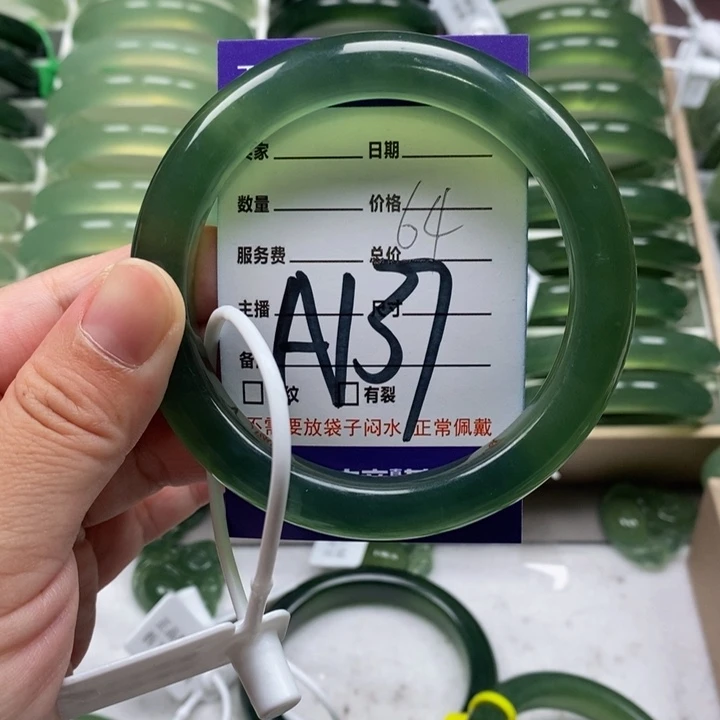 家 日期
数量 价格 64
服务费 总价
主播 尺寸
A137
备
纹 有裂
不需要放袋子闷水 正常佩戴